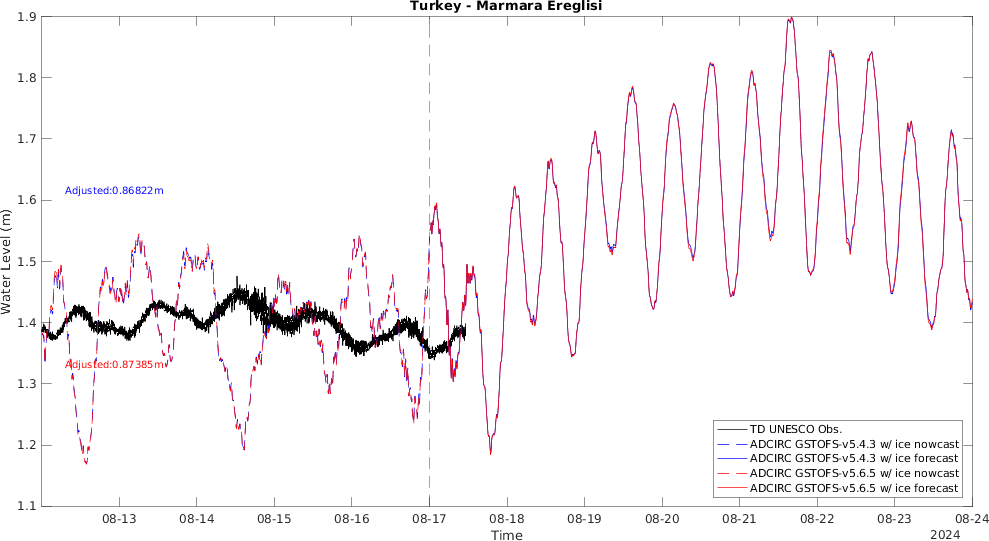 Turkey - Marmara Ereglisi
1.9
1.8
1.7
1.6
1.5
1.4
1.3
1.2
1.1
Water Level (m)
Adjusted:0.86822m
Adjusted:0.87385m
TD UNESCO Obs.
ADCIRC GSTOFS-v5.4.3 w/ ice nowcast
ADCIRC GSTOFS-v5.4.3 w/ ice forecast
ADCIRC GSTOFS-v5.6.5 w/ ice nowcast
ADCIRC GSTOFS-v5.6.5 w/ ice forecast
08-13 08-14 08-15 08-16 08-17 08-18 08-19 08-20 08-21 08-22 08-23 08-24
Time
2024